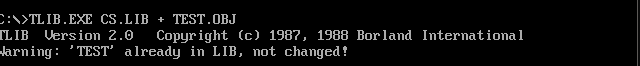 C:\>TLIB.EXE CS.LIB + TEST.OBJ
TLIB  Version 2.0   Copyright (c) 1987, 1988 Borland International
Warning: 'TEST' already in LIB, not changed!